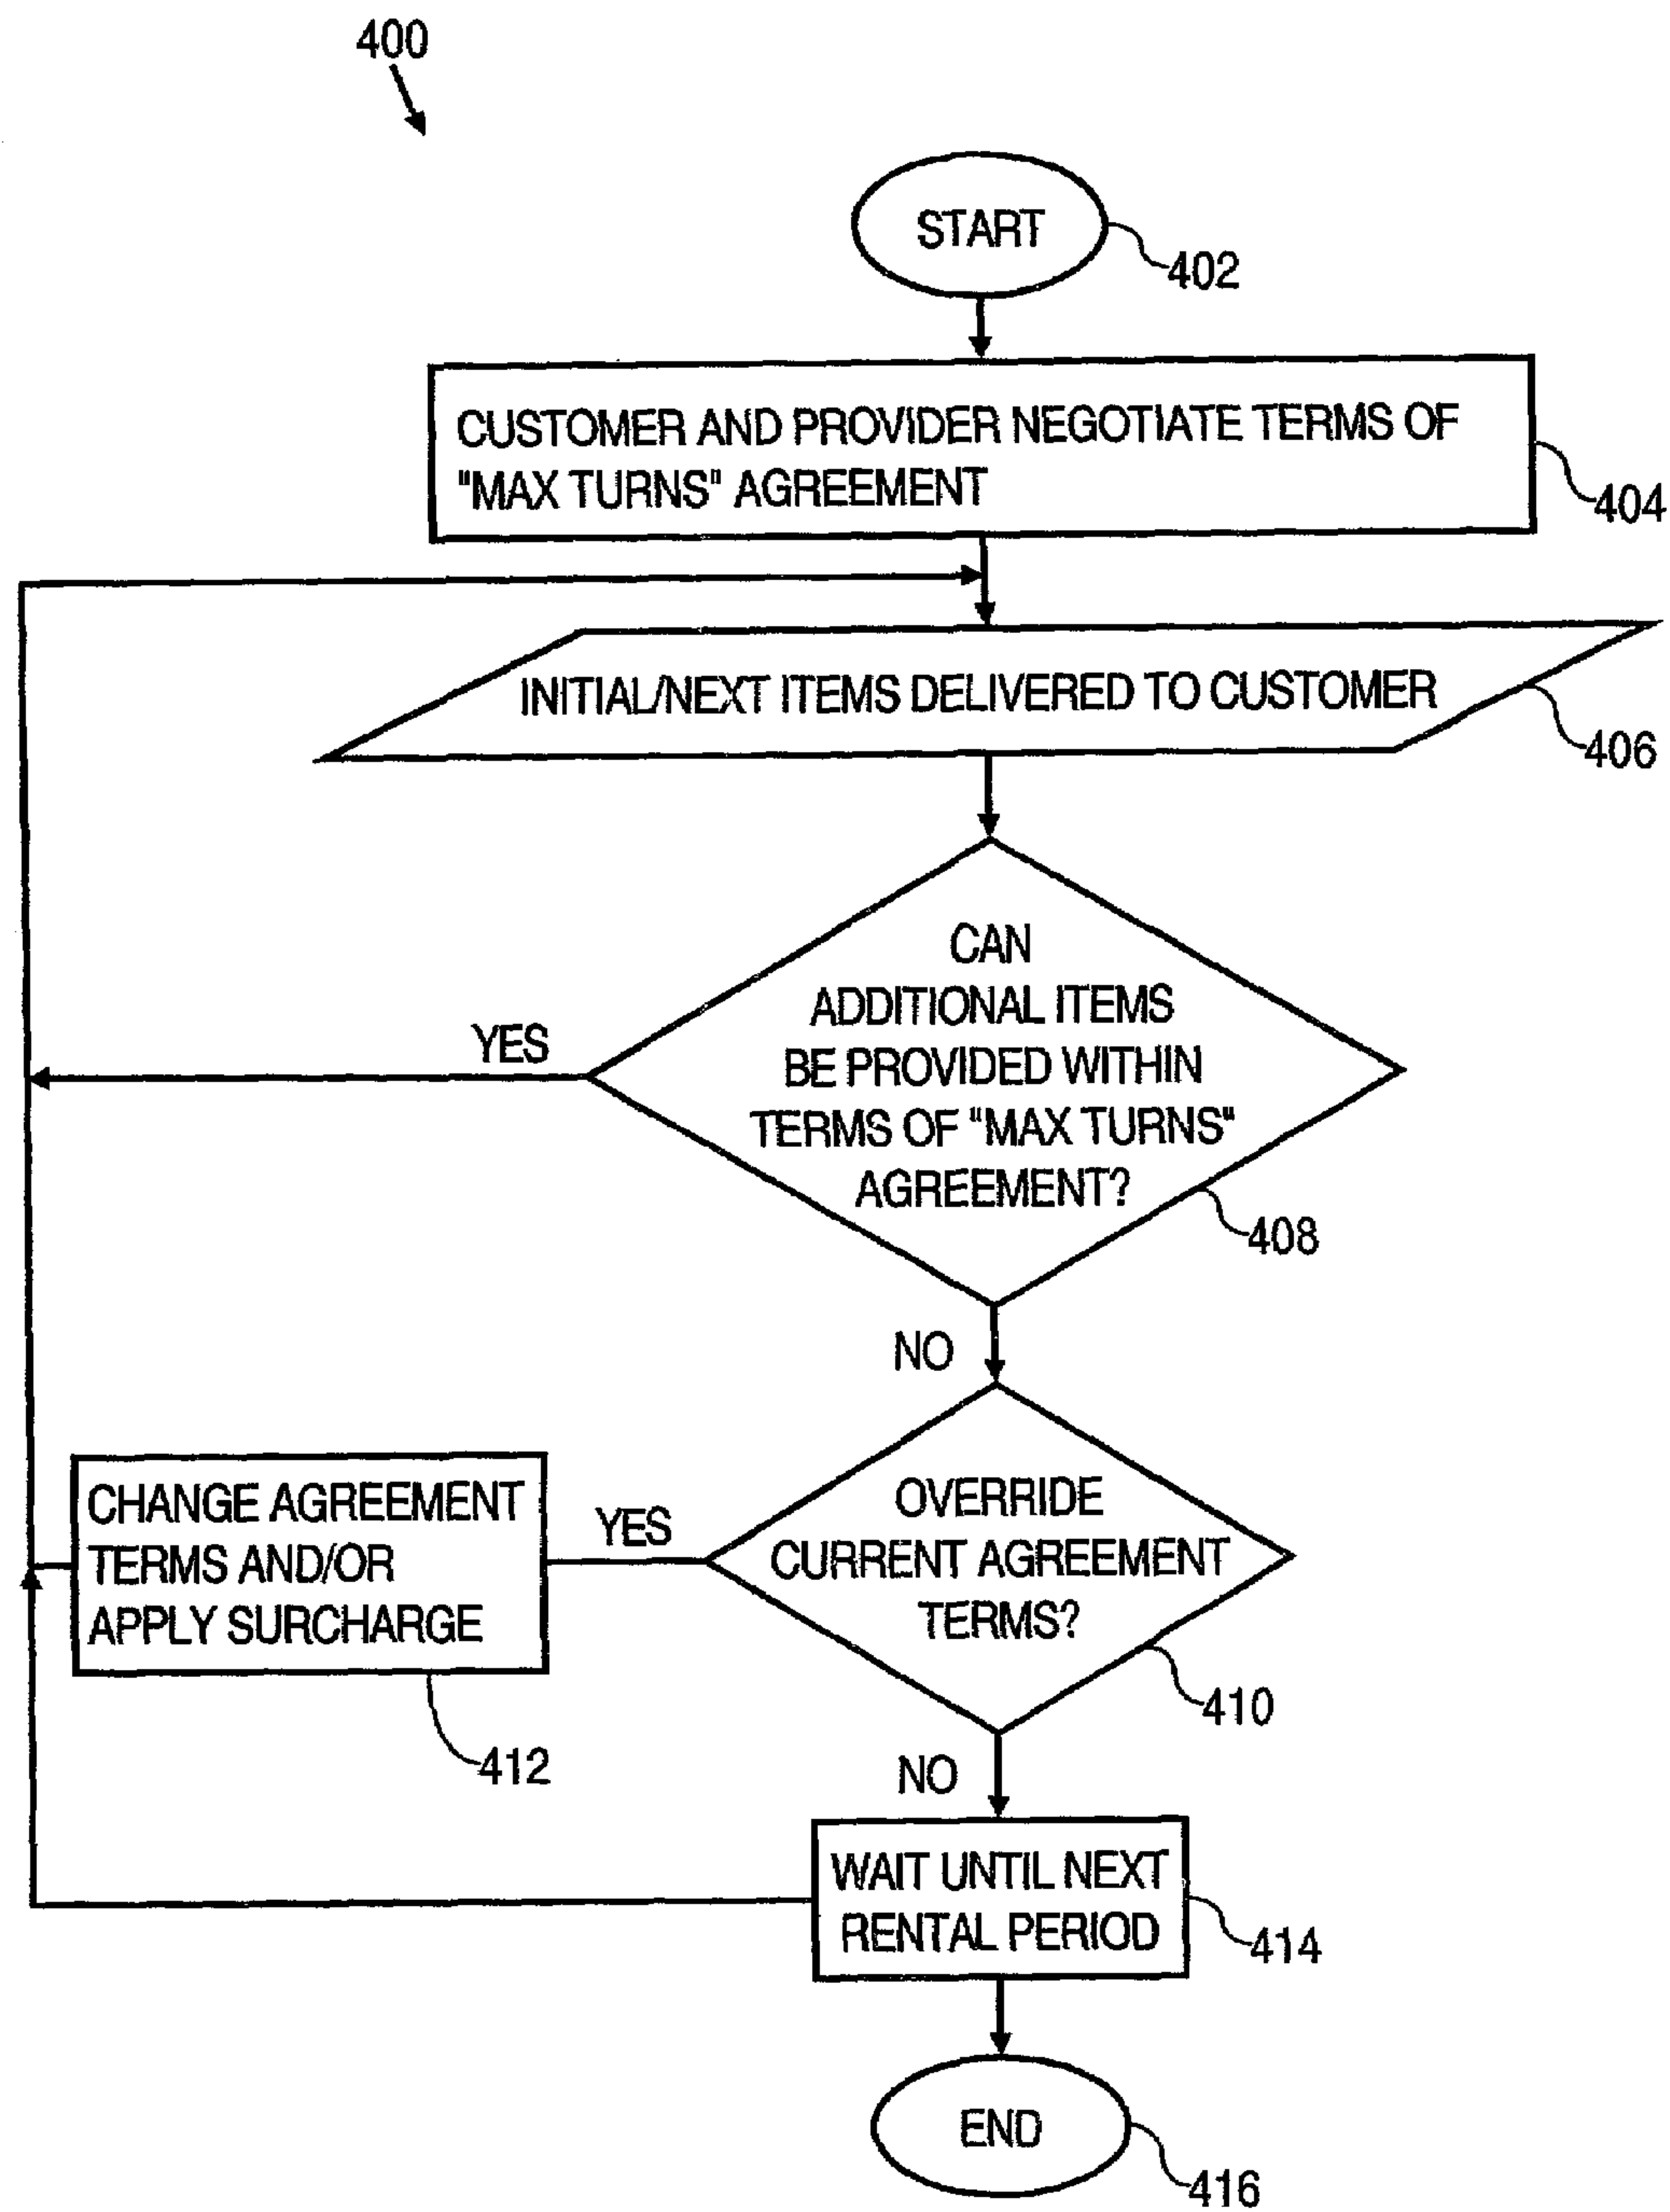 400
START
402
CUSTOMER AND PROVIDER NEGOTIATE TERMS OF
"MAX TURNS" AGREEMENT
404
INITIAL/NEXT ITEMS DELIVERED TO CUSTOMER
406
CAN
ADDITIONAL ITEMS
BE PROVIDED WITHIN
TERMS OF "MAX TURNS"
AGREEMENT?
YES
408
NO
OVERRIDE
CURRENT AGREEMENT
TERMS?
YES
410
CHANGE AGREEMENT
TERMS AND/OR
APPLY SURCHARGE
412
NO
WAIT UNTIL NEXT
RENTAL PERIOD
414
END
416